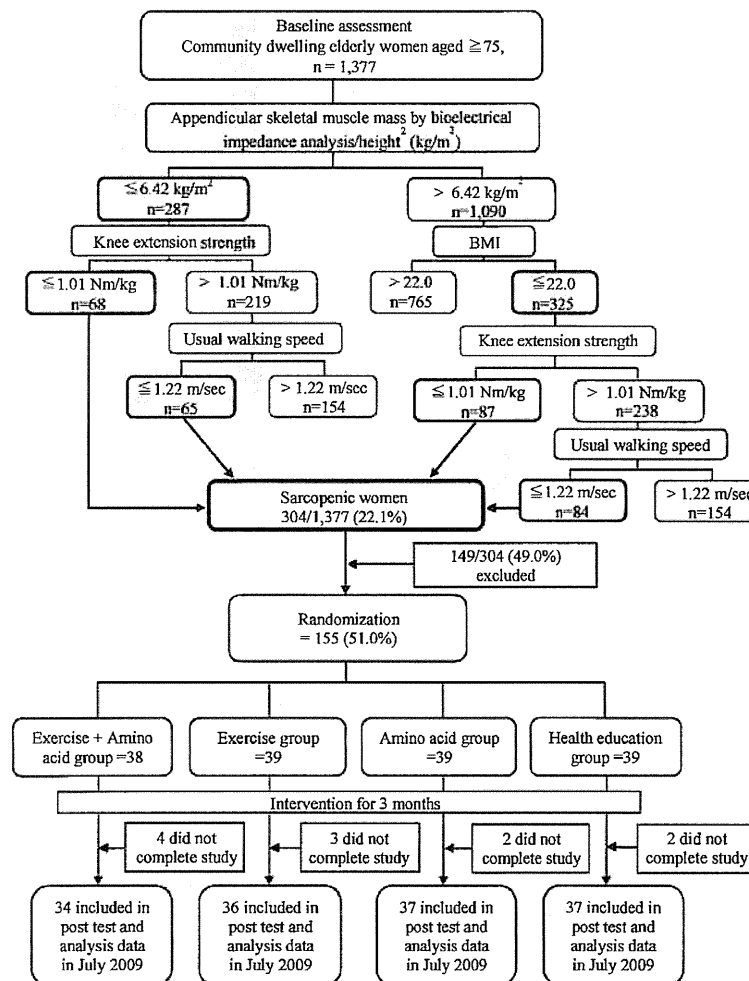 Baseline assessment
Community dwelling elderly women aged ≧75,
n = 1,377
Appendicular skeletal muscle mass by bioelectrical
impedance analysis/height² (kg/m²)
≦6.42 kg/m²
n=287
> 6.42 kg/m²
n=1,090
Knee extension strength
BMI
≦1.01 Nm/kg
n=68
> 1.01 Nm/kg
n=219
> 22.0
n=765
≦22.0
n=325
Usual walking speed
Knee extension strength
≦1.22 m/sec
n=65
> 1.22 m/sec
n=154
≦1.01 Nm/kg
n=87
> 1.01 Nm/kg
n=238
Usual walking speed
Sarcopenic women
304/1,377 (22.1%)
≦1.22 m/sec
n=84
> 1.22 m/sec
n=154
149/304 (49.0%)
excluded
Randomization
= 155 (51.0%)
Exercise + Amino
acid group =38
Exercise group
=39
Amino acid group
=39
Health education
group =39
Intervention for 3 months
4 did not
complete study
3 did not
complete study
2 did not
complete study
2 did not
complete study
34 included in
post test and
analysis data
in July 2009
36 included in
post test and
analysis data
in July 2009
37 included in
post test and
analysis data
in July 2009
37 included in
post test and
analysis data
in July 2009